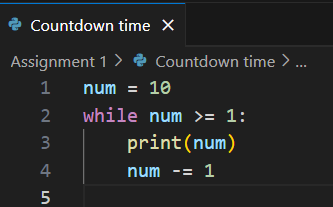 Countdown time ×
Assignment 1 > Countdown time > ...
1 num = 10
2 while num >= 1:
3     print(num)
4     num -= 1
5